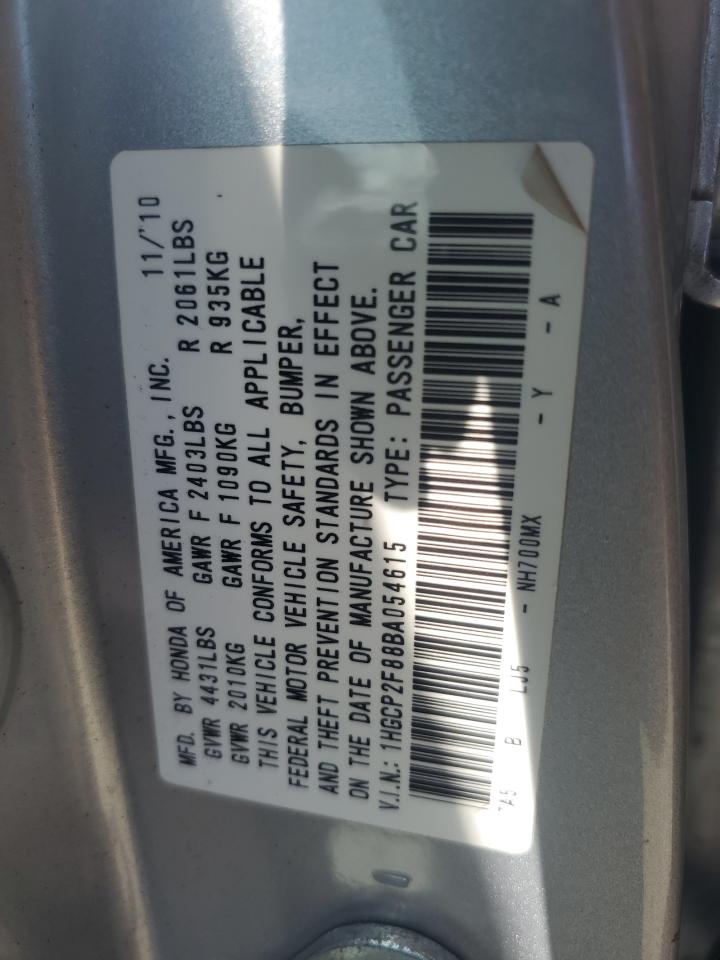 MFD. BY HONDA OF AMERICA MFG., INC. 11/'10
GVWR 4431LBS GAWR F 2403LBS R 2061LBS
GVWR 2010KG GAWR F 1090KG R 935KG
THIS VEHICLE CONFORMS TO ALL APPLICABLE
FEDERAL MOTOR VEHICLE SAFETY, BUMPER,
AND THEFT PREVENTION STANDARDS IN EFFECT
ON THE DATE OF MANUFACTURE SHOWN ABOVE.
V.I.N.: 1HGCP2F88BA054615 TYPE: PASSENGER CAR
TA5 B LJ5 - NH700MX - Y - A